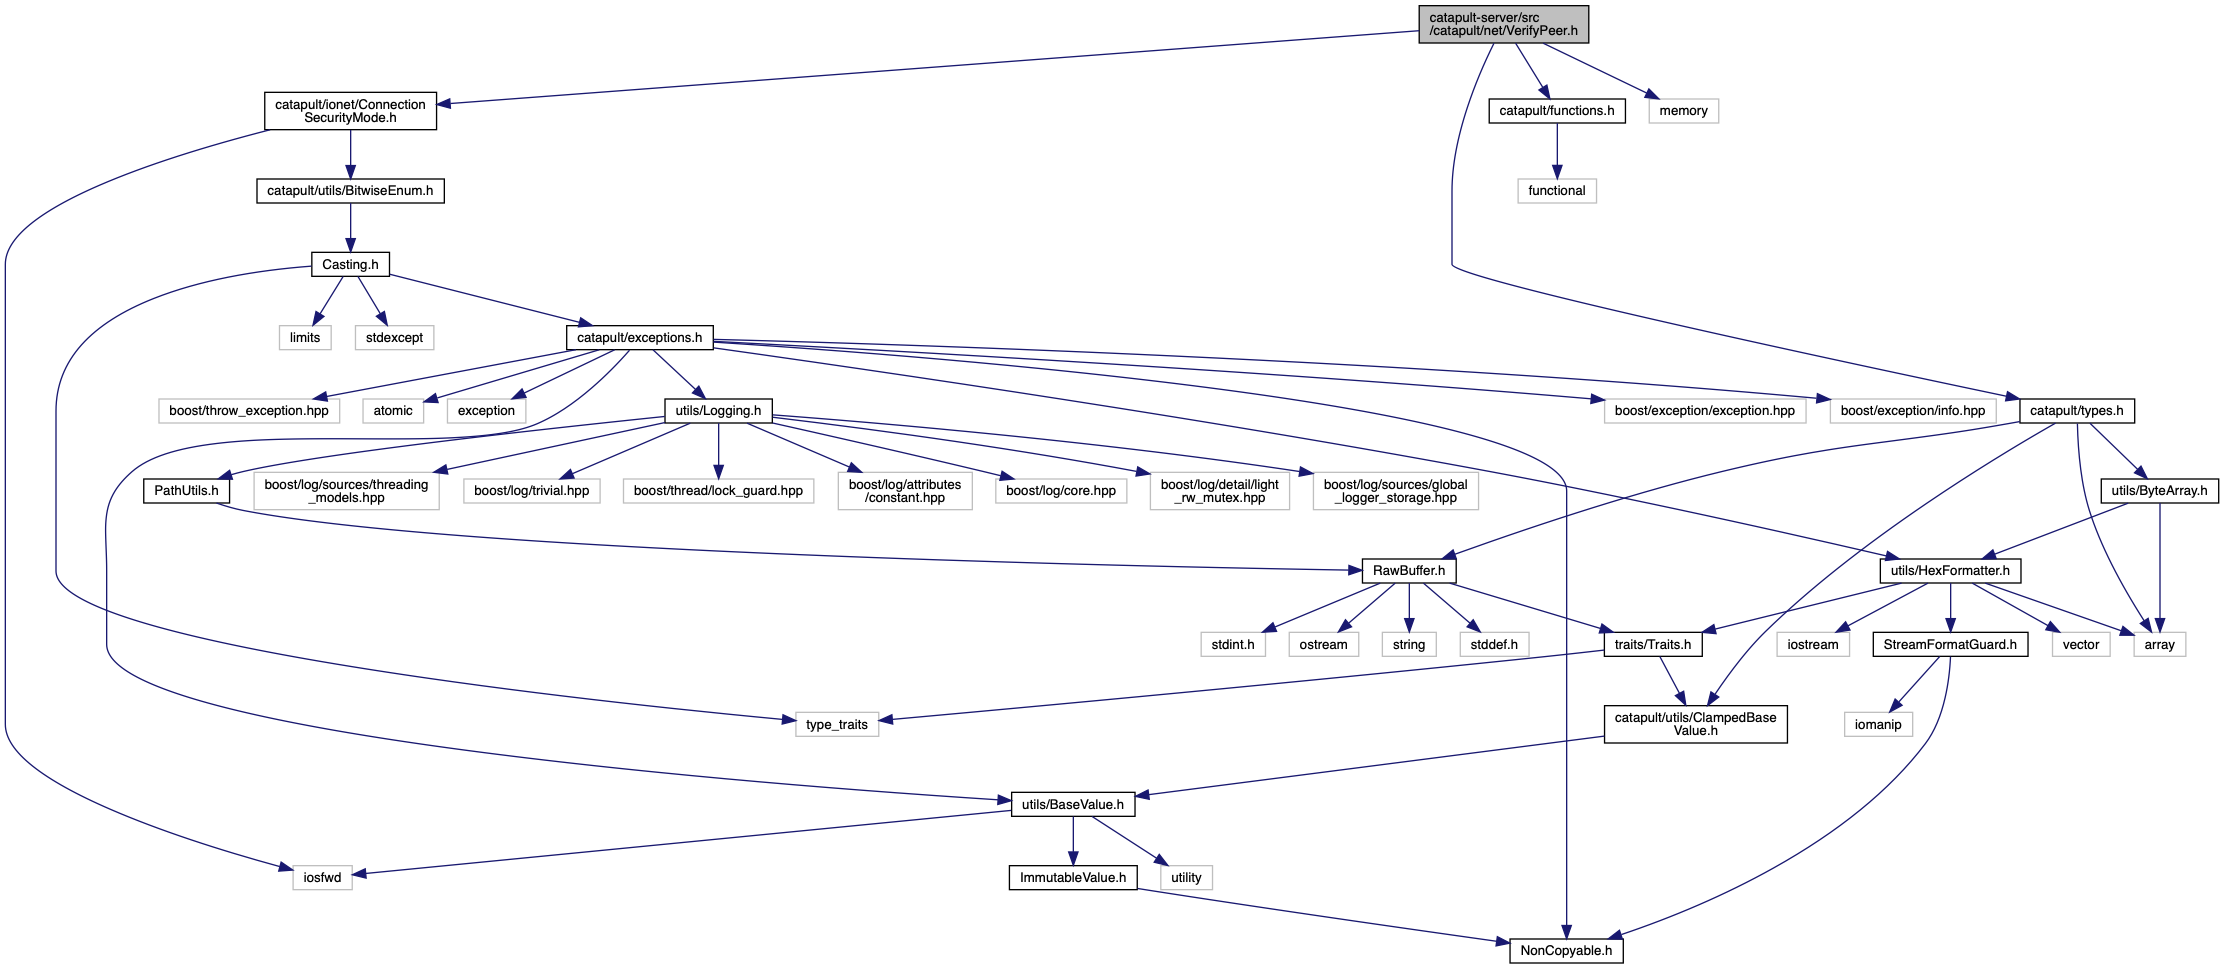 catapult-server/src
/catapult/net/VerifyPeer.h
catapult/ionet/Connection
SecurityMode.h
catapult/functions.h
memory
catapult/utils/BitwiseEnum.h
functional
Casting.h
limits
stdexcept
catapult/exceptions.h
boost/throw_exception.hpp
atomic
exception
utils/Logging.h
boost/exception/exception.hpp
boost/exception/info.hpp
catapult/types.h
PathUtils.h
boost/log/sources/threading
_models.hpp
boost/log/trivial.hpp
boost/thread/lock_guard.hpp
boost/log/attributes
/constant.hpp
boost/log/core.hpp
boost/log/detail/light
_rw_mutex.hpp
boost/log/sources/global
_logger_storage.hpp
utils/ByteArray.h
RawBuffer.h
utils/HexFormatter.h
stdint.h
ostream
string
stddef.h
traits/Traits.h
iostream
StreamFormatGuard.h
vector
array
type_traits
catapult/utils/ClampedBase
Value.h
iomanip
utils/BaseValue.h
iosfwd
ImmutableValue.h
utility
NonCopyable.h